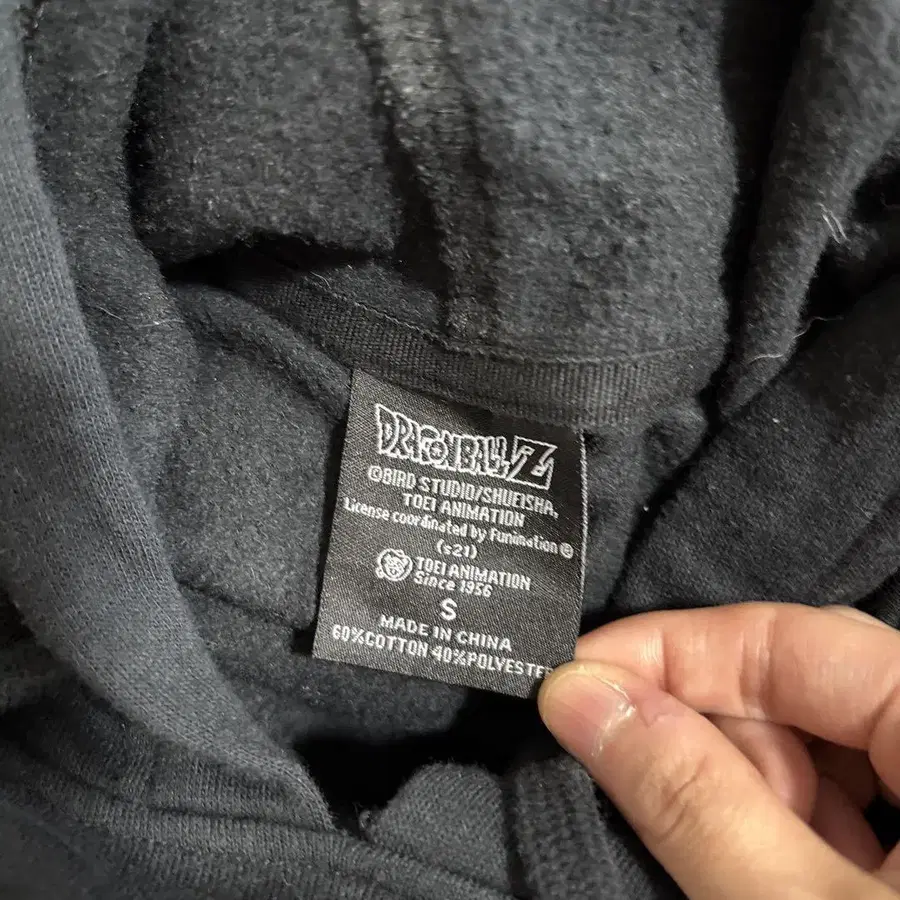 DRAGONBALL Z
©BIRD STUDIO/SHUEISHA,
TOEI ANIMATION
License coordinated by Funimation ®
(s21)
TOEI ANIMATION
Since 1956
S
MADE IN CHINA
60%COTTON 40%POLYESTER